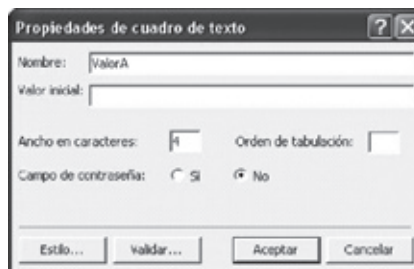 Propiedades de cuadro de texto
Nombre: ValorA
Valor inicial:
Ancho en caracteres: 4 Orden de tabulación:
Campo de contraseña: Sí No
Estilo... Validar... Aceptar Cancelar